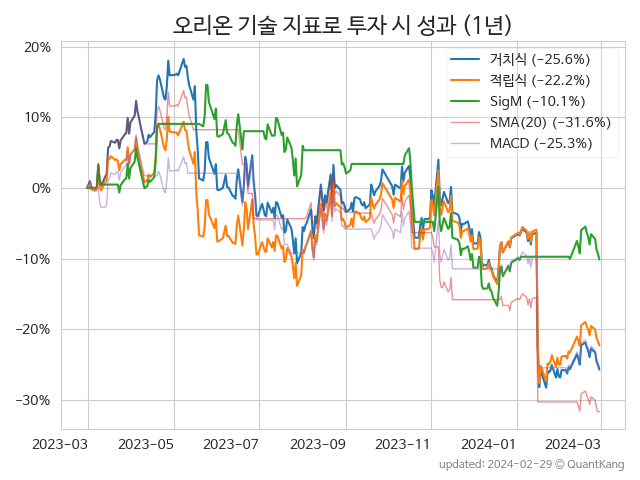 오리온 기술 지표로 투자 시 성과 (1년)
거치식 (−25.6%)
적립식 (−22.2%)
SigM (−10.1%)
SMA(20) (−31.6%)
MACD (−25.3%)
20%
10%
0%
−10%
−20%
−30%
2023−03 2023−05 2023−07 2023−09 2023−11 2024−01 2024−03
updated: 2024−02−29 ⓒ QuantKang